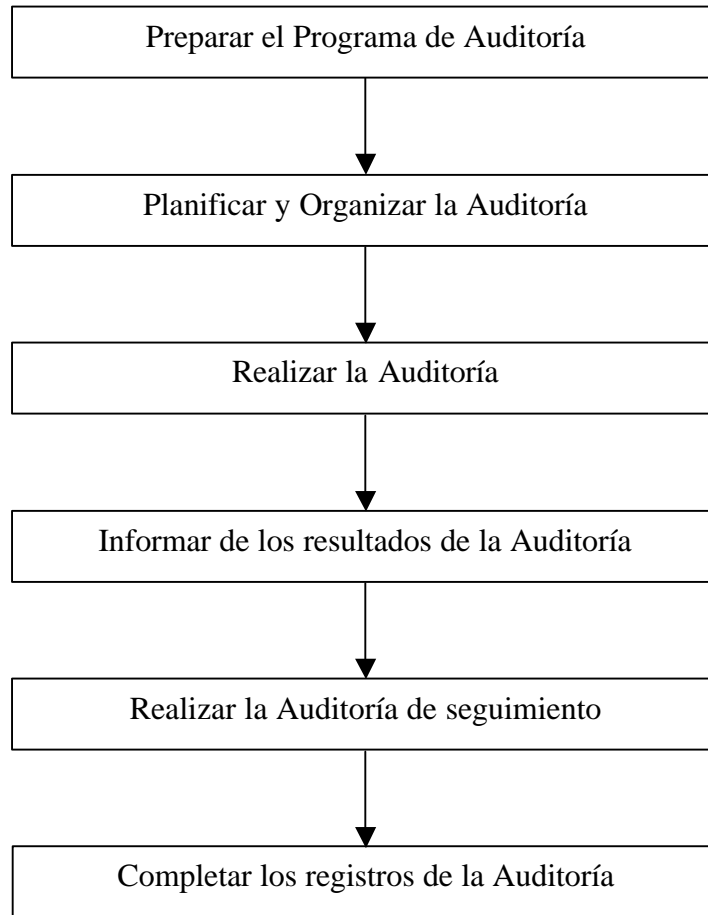 Preparar el Programa de Auditoría
Planificar y Organizar la Auditoría
Realizar la Auditoría
Informar de los resultados de la Auditoría
Realizar la Auditoría de seguimiento
Completar los registros de la Auditoría